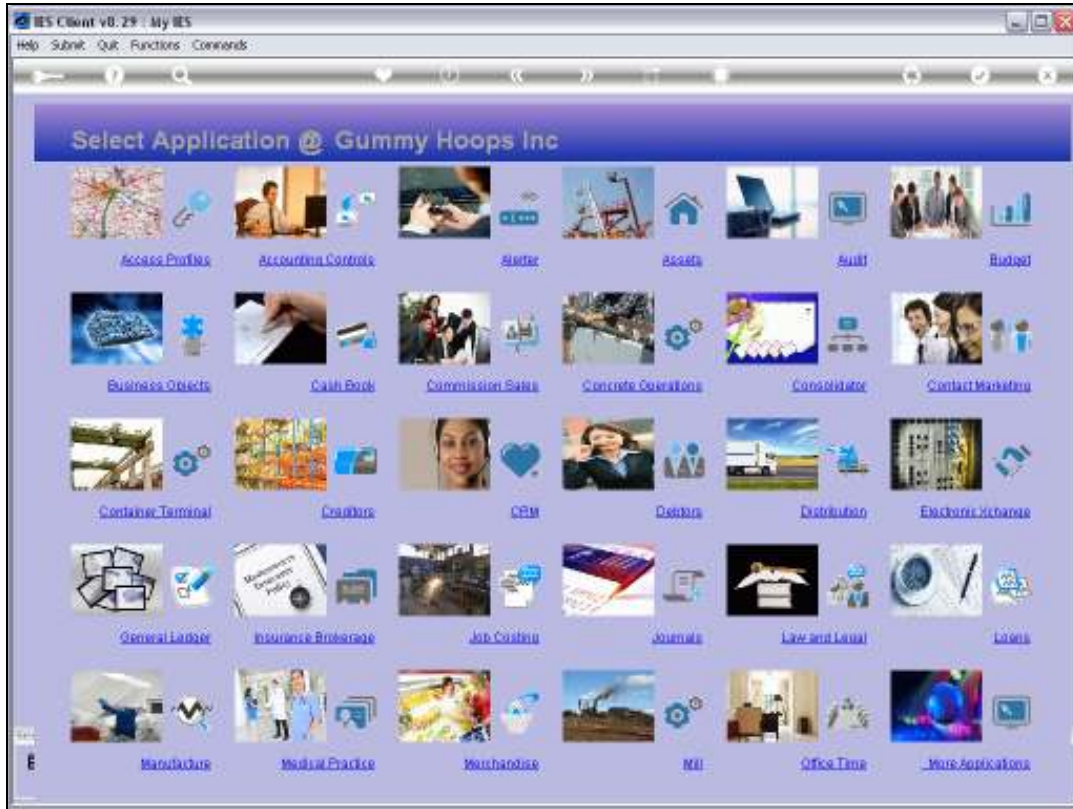 IES Client v8.29 : My IES
Help Submit Quit Functions Commands
Select Application @ Gummy Hoops Inc
Access Profiles Accounting Controls Alerter Assets Audit Budget
Business Objects Cash Book Commission Sales Concrete Operations Consolidator Contact Marketing
Container Terminal Creditors CRM Debtors Distribution Electronic Xchange
General Ledger Insurance Brokerage Job Costing Journals Law and Legal Loans
Manufacture Medical Practice Merchandise Mill Office Time ...More Applications